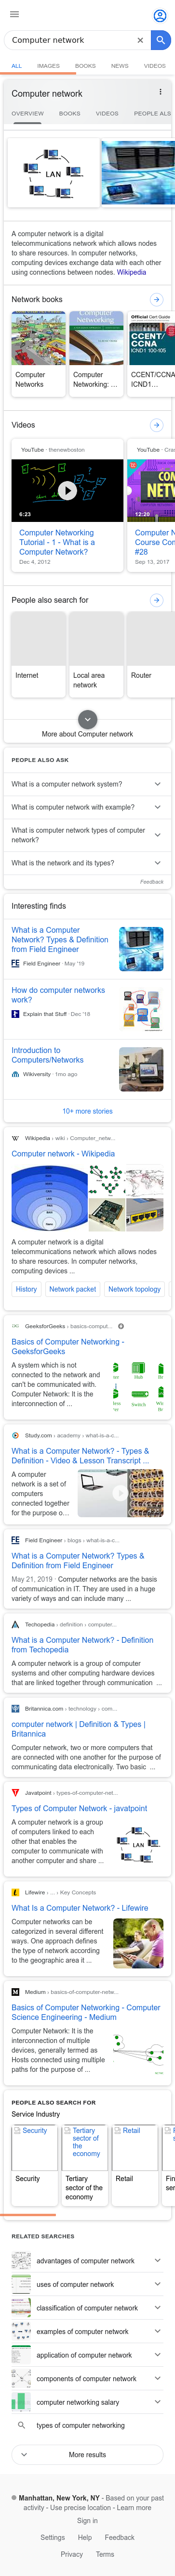 Computer network
ALL IMAGES BOOKS NEWS VIDEOS
Computer network
OVERVIEW BOOKS VIDEOS PEOPLE ALS
LAN
A computer network is a digital
telecommunications network which allows nodes
to share resources. In computer networks,
computing devices exchange data with each other
using connections between nodes. Wikipedia
Network books
Computer
Networks
Computer
Networking: ...
CCENT/CCNA
ICND1...
Videos
YouTube · thenewboston
6:23
Computer Networking
Tutorial - 1 - What is a
Computer Network?
Dec 4, 2012
YouTube · Cras
12:20
Computer N
Course Con
#28
Sep 13, 2017
People also search for
Internet
Local area
network
Router
More about Computer network
PEOPLE ALSO ASK
What is a computer network system?
What is computer network with example?
What is computer network types of computer
network?
What is the network and its types?
Feedback
Interesting finds
What is a Computer
Network? Types & Definition
from Field Engineer
Field Engineer · May '19
How do computer networks
work?
Explain that Stuff · Dec '18
Introduction to
Computers/Networks
Wikiversity · 1mo ago
10+ more stories
Wikipedia › wiki › Computer_netw...
Computer network - Wikipedia
A computer network is a digital
telecommunications network which allows nodes
to share resources. In computer networks,
computing devices ...
History Network packet Network topology
GeeksforGeeks › basics-comput...
Basics of Computer Networking -
GeeksforGeeks
A system which is not
connected to the network and
can't be communicated with.
Computer Network: It is the
interconnection of ...
Hub
Switch
Study.com › academy › what-is-a-c...
What is a Computer Network? - Types &
Definition - Video & Lesson Transcript ...
A computer
network is a set of
computers
connected together
for the purpose o...
Field Engineer › blogs › what-is-a-c...
What is a Computer Network? Types &
Definition from Field Engineer
May 21, 2019 · Computer networks are the basis
of communication in IT. They are used in a huge
variety of ways and can include many ...
Techopedia › definition › computer...
What is a Computer Network? - Definition
from Techopedia
A computer network is a group of computer
systems and other computing hardware devices
that are linked together through communication ...
Britannica.com › technology › com...
computer network | Definition & Types |
Britannica
Computer network, two or more computers that
are connected with one another for the purpose of
communicating data electronically. Two basic ...
Javatpoint › types-of-computer-net...
Types of Computer Network - javatpoint
A computer network is a group
of computers linked to each
other that enables the
computer to communicate with
another computer and share ...
LAN
Lifewire › ... › Key Concepts
What Is a Computer Network? - Lifewire
Computer networks can be
categorized in several different
ways. One approach defines
the type of network according
to the geographic area it ...
Medium › basics-of-computer-netw...
Basics of Computer Networking - Computer
Science Engineering - Medium
Computer Network: It is the
interconnection of multiple
devices, generally termed as
Hosts connected using multiple
paths for the purpose of ...
PEOPLE ALSO SEARCH FOR
Service Industry
Security
Tertiary
sector of
the
economy
Retail
Security
Tertiary
sector of the
economy
Retail
RELATED SEARCHES
advantages of computer network
uses of computer network
classification of computer network
examples of computer network
application of computer network
components of computer network
computer networking salary
types of computer networking
More results
Manhattan, New York, NY - Based on your past
activity - Use precise location - Learn more
Sign in
Settings Help Feedback
Privacy Terms